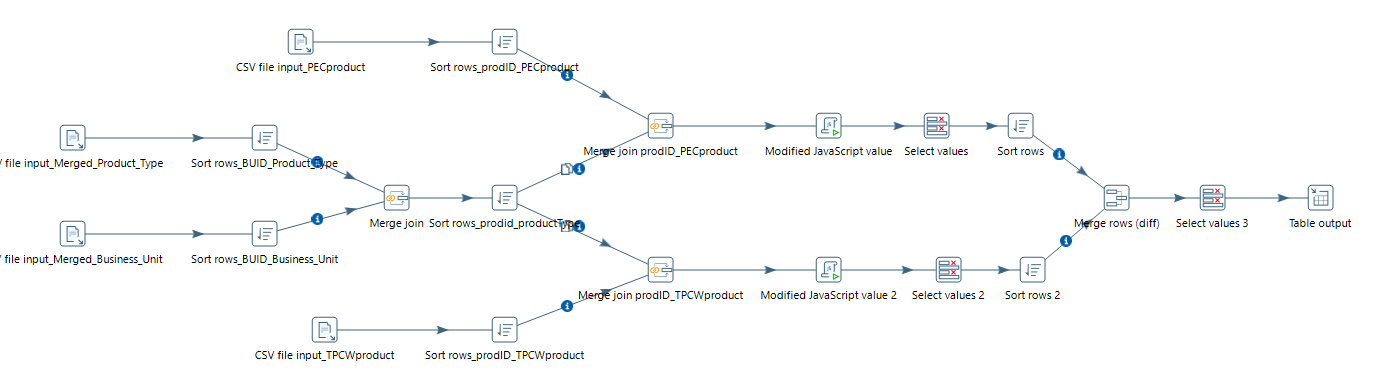 CSV file input_PECproduct
Sort rows_prodID_PECproduct
/ file input_Merged_Product_Type
Sort rows_BUID_Product_Type
Merge join prodID_PECproduct
Modified JavaScript value
Select values
Sort rows
Merge join
Sort rows_prodid_productType
Merge rows (diff)
Select values 3
Table output
/ file input_Merged_Business_Unit
Sort rows_BUID_Business_Unit
Merge join prodID_TPCWproduct
Modified JavaScript value 2
Select values 2
Sort rows 2
CSV file input_TPCWproduct
Sort rows_prodID_TPCWproduct